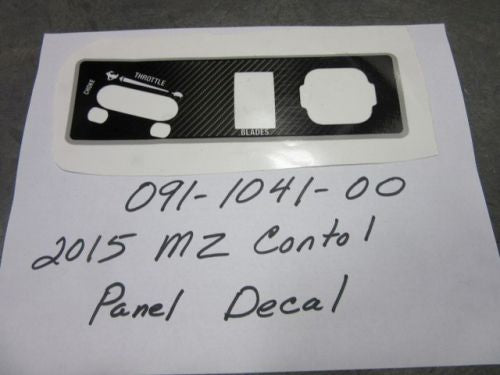 CHOKE
THROTTLE
BLADES
091-1041-00
2015 MZ Contol
Panel Decal